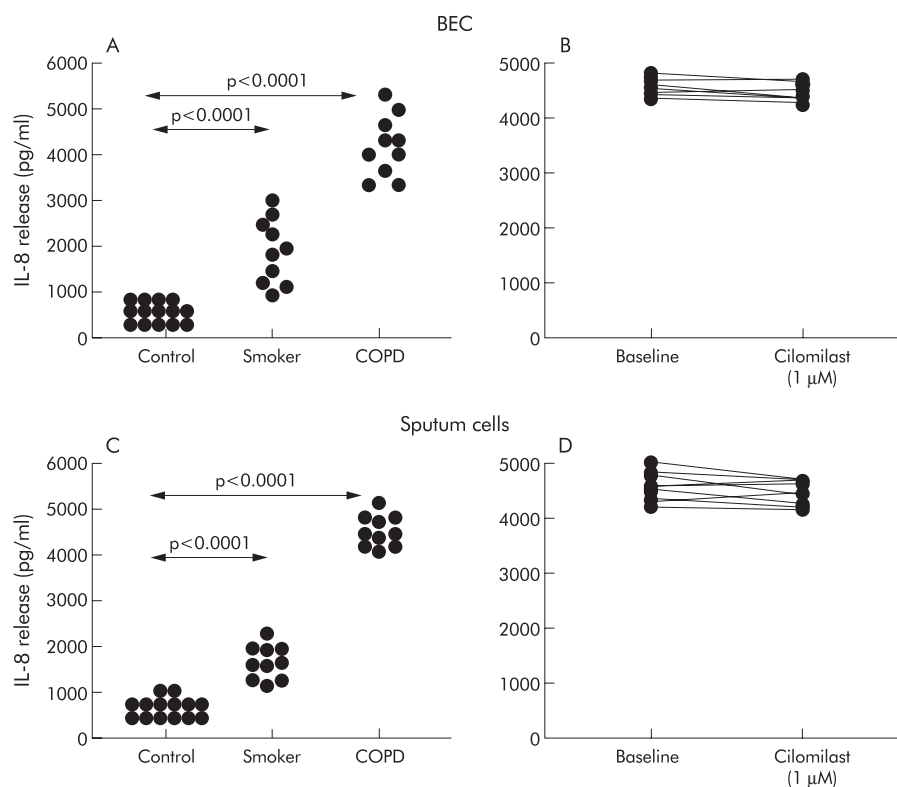 BEC
A
6000
5000
4000
3000
2000
1000
0
IL-8 release (pg/ml)
p<0.0001
p<0.0001
Control Smoker COPD
B
5000
4000
3000
2000
1000
0
Baseline Cilomilast
(1 μM)
Sputum cells
C
6000
5000
4000
3000
2000
1000
0
IL-8 release (pg/ml)
p<0.0001
p<0.0001
Control Smoker COPD
D
5000
4000
3000
2000
1000
0
Baseline Cilomilast
(1 μM)